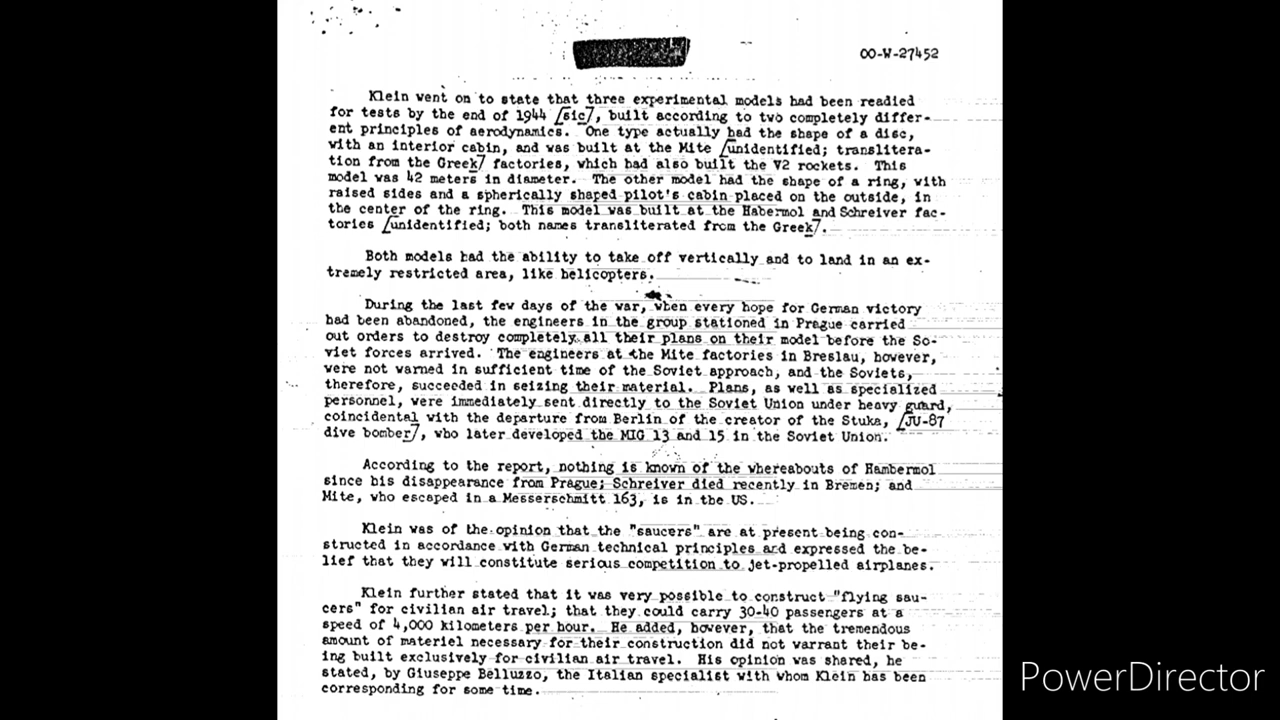 00-W-27452
Klein went on to state that three experimental models had been readied
for tests by the end of 1944 /sic/, built according to two completely differ-
ent principles of aerodynamics. One type actually had the shape of a disc,
with an interior cabin, and was built at the Mite /unidentified; translitera-
tion from the Greek/ factories, which had also built the V2 rockets. This
model was 42 meters in diameter. The other model had the shape of a ring, with
raised sides and a spherically shaped pilot's cabin placed on the outside, in
the center of the ring. This model was built at the Habermol and Schreiver fac-
tories /unidentified; both names transliterated from the Greek/.
Both models had the ability to take off vertically and to land in an ex-
tremely restricted area, like helicopters.
During the last few days of the war, when every hope for German victory
had been abandoned, the engineers in the group stationed in Prague carried
out orders to destroy completely all their plans on their model before the So-
viet forces arrived. The engineers at the Mite factories in Breslau, however,
were not warned in sufficient time of the Soviet approach, and the Soviets,
therefore, succeeded in seizing their material. Plans, as well as specialized
personnel, were immediately sent directly to the Soviet Union under heavy guard,
coincidental with the departure from Berlin of the creator of the Stuka, /JU-87
dive bomber/, who later developed the MIG 13 and 15 in the Soviet Union.
According to the report, nothing is known of the whereabouts of Hambermol
since his disappearance from Prague; Schreiver died recently in Bremen; and
Mite, who escaped in a Messerschmitt 163, is in the US.
Klein was of the opinion that the "saucers" are at present being con-
structed in accordance with German technical principles and expressed the be-
lief that they will constitute serious competition to jet-propelled airplanes.
Klein further stated that it was very possible to construct "flying sau-
cers" for civilian air travel; that they could carry 30-40 passengers at a
speed of 4,000 kilometers per hour. He added, however, that the tremendous
amount of materiel necessary for their construction did not warrant their be-
ing built exclusively for civilian air travel. His opinion was shared, he
stated, by Giuseppe Belluzzo, the Italian specialist with whom Klein has been
corresponding for some time.
PowerDirector